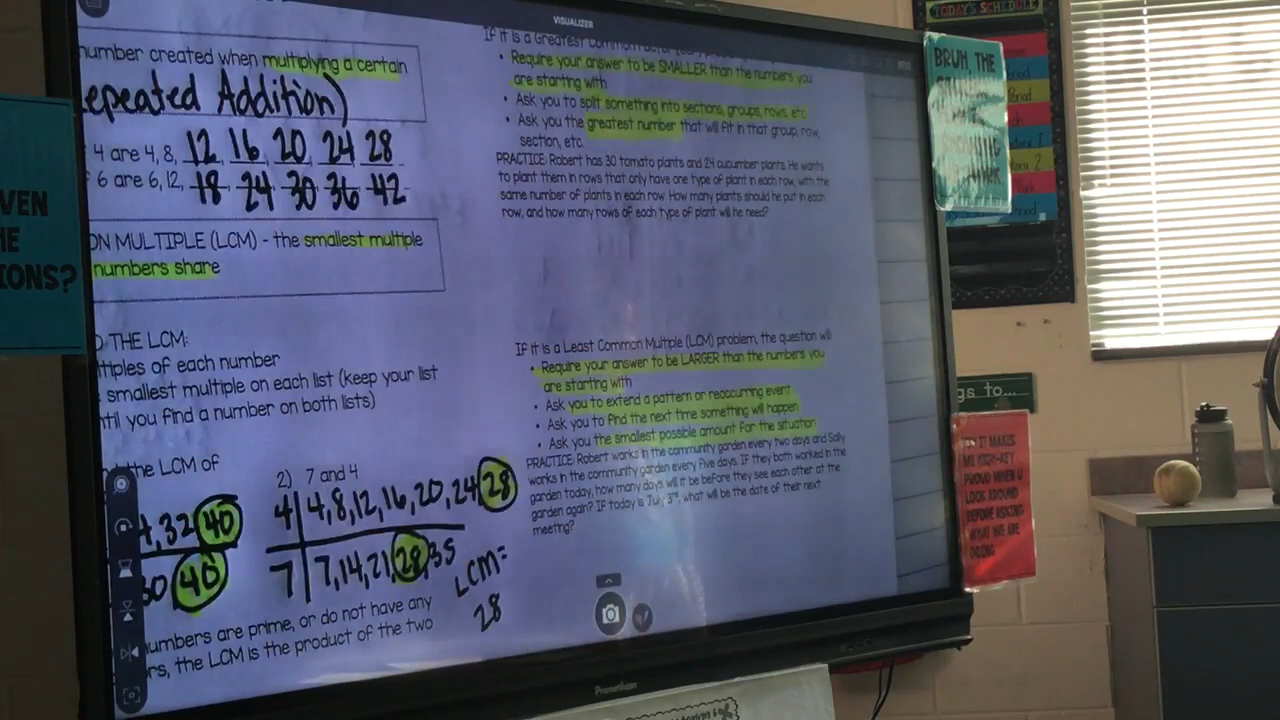 VISUALIZER
TODAY'S SCHEDULE
number created when multiplying a certain
epeated Addition)
4 are 4, 8, 12 16 20 24 28
6 are 6, 12, 18 24 30 36 42
ON MULTIPLE (LCM) - the smallest multiple
numbers share
THE LCM:
tiples of each number
smallest multiple on each list (keep your list
ntil you find a number on both lists)
the LCM of
32 40
40
2) 7 and 4
4 4, 8, 12, 16, 20, 24, 28
7 7, 14, 21, 28, 35
LCM=
28
numbers are prime, or do not have any
rs, the LCM is the product of the two
If it is a Greatest Common Factor
• Require your answer to be SMALLER than the numbers you
are starting with
• Ask you to split something into sections, groups, rows, etc.
• Ask you the greatest number that will fit in that group, row,
section, etc.
PRACTICE: Robert has 30 tomato plants and 24 cucumber plants. He wants
to plant them in rows that only have one type of plant in each row, with the
same number of plants in each row. How many plants should he put in each
row, and how many rows of each type of plant will he need?
If it is a Least Common Multiple (LCM) problem, the question will
• Require your answer to be LARGER than the numbers you
are starting with
• Ask you to extend a pattern or reoccurring event
• Ask you to find the next time something will happen
• Ask you the smallest possible amount for the situation
PRACTICE: Robert works in the community garden every two days and Sally
works in the community garden every five days. If they both worked in the
garden today, how many days will it be before they see each other at the
garden again? If today is July 3rd, what will be the date of their next
meeting?
Promethean
VEN
HE
IONS?
BRUH, THE
gs to...
IT MAKES
ME HIGH-KEY
PROUD WHEN U
LOOK AROUND
BEFORE ASKING
WHAT WE ARE
DOING